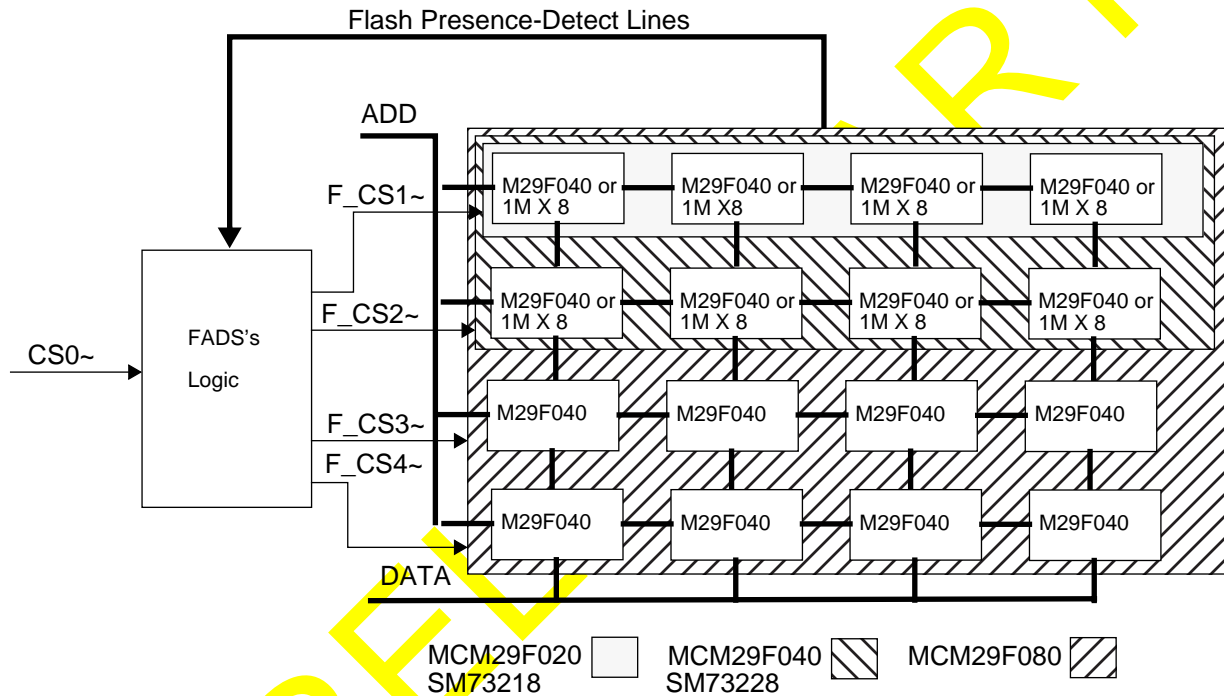 Flash Presence-Detect Lines
ADD
F_CS1~
M29F040 or
1M X 8
M29F040 or
1M X8
M29F040 or
1M X 8
M29F040 or
1M X 8
F_CS2~
M29F040 or
1M X 8
M29F040 or
1M X 8
M29F040 or
1M X 8
M29F040 or
1M X 8
CS0~
FADS's
Logic
F_CS3~
M29F040
M29F040
M29F040
M29F040
F_CS4~
M29F040
M29F040
M29F040
M29F040
DATA
MCM29F020
SM73218
MCM29F040
SM73228
MCM29F080